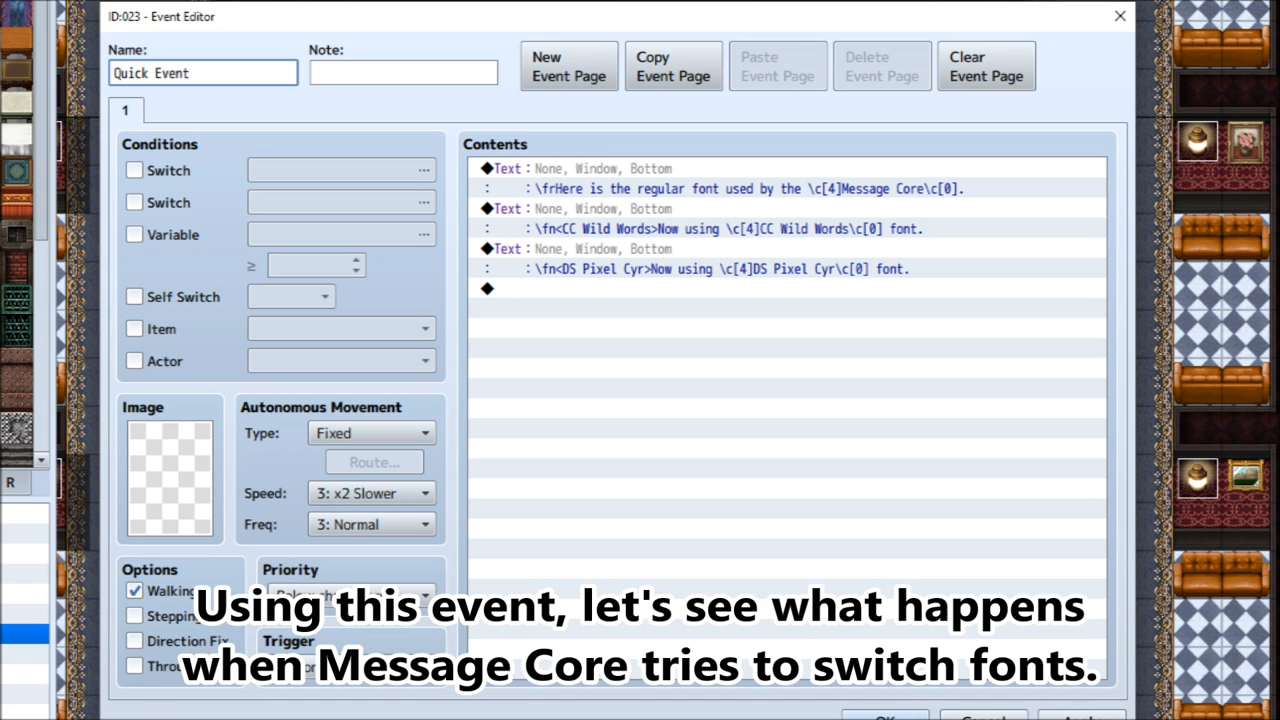 ID:023 - Event Editor
Name:
Note:
Quick Event
New Event Page
Copy Event Page
Paste Event Page
Delete Event Page
Clear Event Page
1
Conditions
Switch ...
Switch ...
Variable ...
≥
Self Switch
Item
Actor
Image
Autonomous Movement
Type: Fixed
Route...
Speed: 3: x2 Slower
Freq: 3: Normal
Options
Walking
Stepping
Direction Fix
Priority
Trigger
Contents
◆Text：None, Window, Bottom
:　　：\frHere is the regular font used by the \c[4]Message Core\c[0].
◆Text：None, Window, Bottom
:　　：\fn<CC Wild Words>Now using \c[4]CC Wild Words\c[0] font.
◆Text：None, Window, Bottom
:　　：\fn<DS Pixel Cyr>Now using \c[4]DS Pixel Cyr\c[0] font.
◆
R
Using this event, let's see what happens
when Message Core tries to switch fonts.